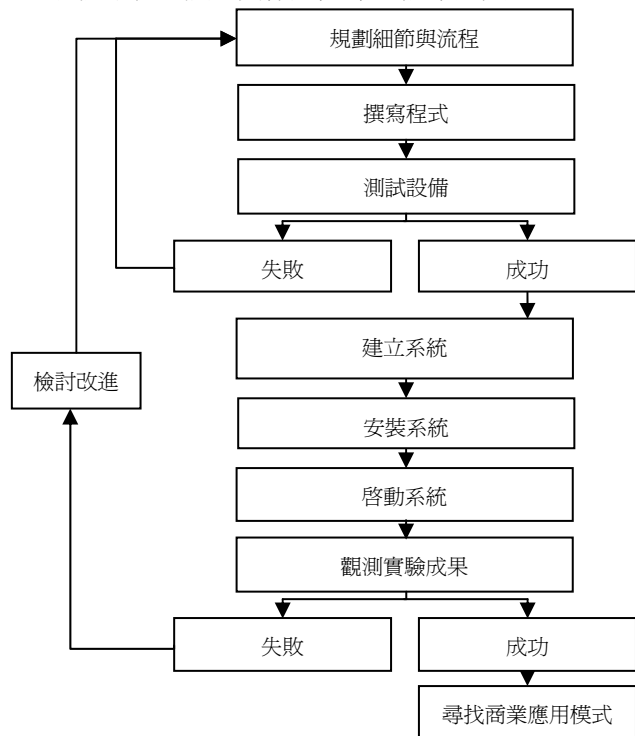 規劃細節與流程
撰寫程式
測試設備
失敗
成功
建立系統
檢討改進
安裝系統
啓動系統
觀測實驗成果
失敗
成功
尋找商業應用模式